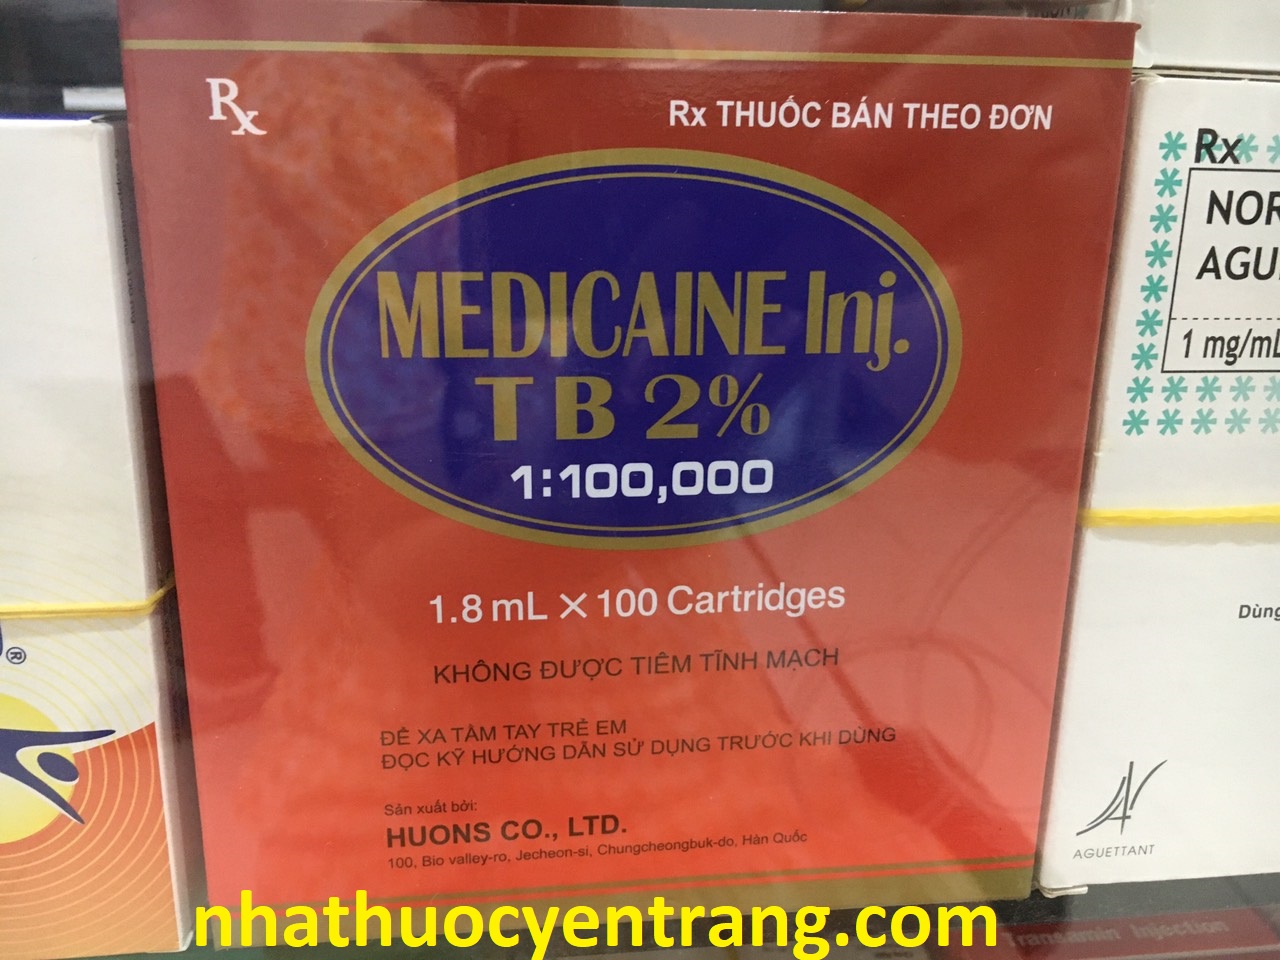 Rx
Rx THUỐC BÁN THEO ĐƠN
MEDICAINE Inj.
TB 2%
1:100,000
1.8 mL X 100 Cartridges
KHÔNG ĐƯỢC TIÊM TĨNH MẠCH
ĐỂ XA TẦM TAY TRẺ EM
ĐỌC KỸ HƯỚNG DẪN SỬ DỤNG TRƯỚC KHI DÙNG
Sản xuất bởi:
HUONS CO., LTD.
100, Bio valley-ro, Jecheon-si, Chungcheongbuk-do, Hàn Quốc
Rx
NOR
AGU
1 mg/mL
Dùng
AGUETTANT
®
Transamin Injection
nhathuocyentrang.com